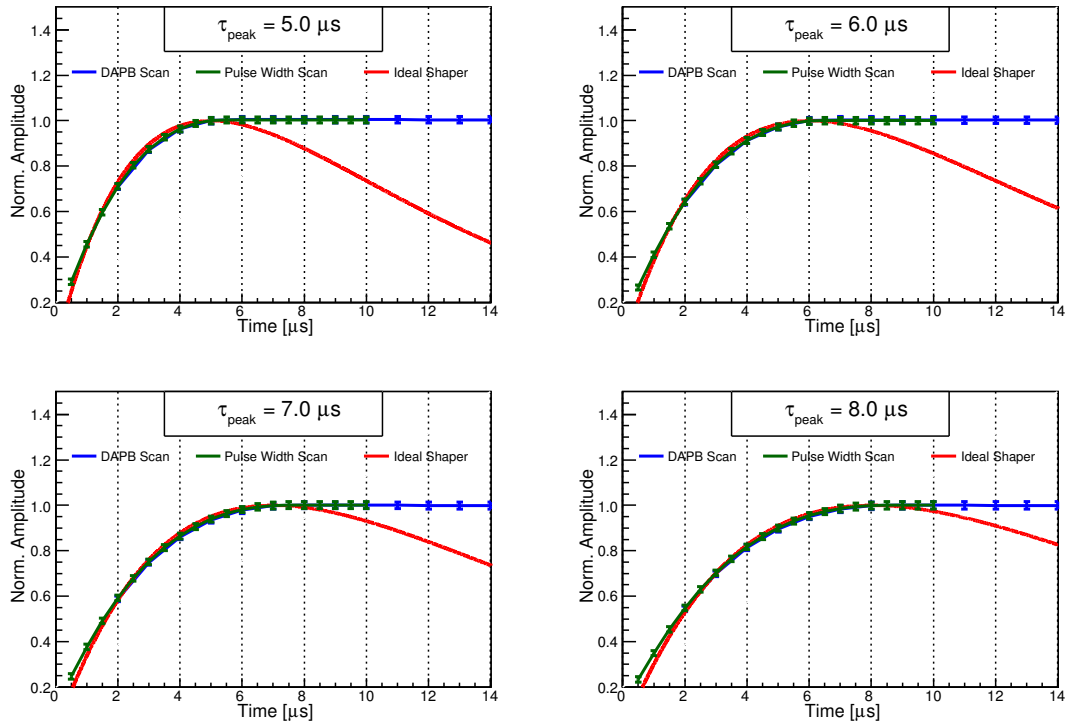 τpeak = 5.0 μs
DAPB Scan Pulse Width Scan Ideal Shaper
Norm. Amplitude
1.4
1.2
1.0
0.8
0.6
0.4
0.2
0 2 4 6 8 10 12 14
Time [μs]
τpeak = 6.0 μs
DAPB Scan Pulse Width Scan Ideal Shaper
Norm. Amplitude
1.4
1.2
1.0
0.8
0.6
0.4
0.2
0 2 4 6 8 10 12 14
Time [μs]
τpeak = 7.0 μs
DAPB Scan Pulse Width Scan Ideal Shaper
Norm. Amplitude
1.4
1.2
1.0
0.8
0.6
0.4
0.2
0 2 4 6 8 10 12 14
Time [μs]
τpeak = 8.0 μs
DAPB Scan Pulse Width Scan Ideal Shaper
Norm. Amplitude
1.4
1.2
1.0
0.8
0.6
0.4
0.2
0 2 4 6 8 10 12 14
Time [μs]